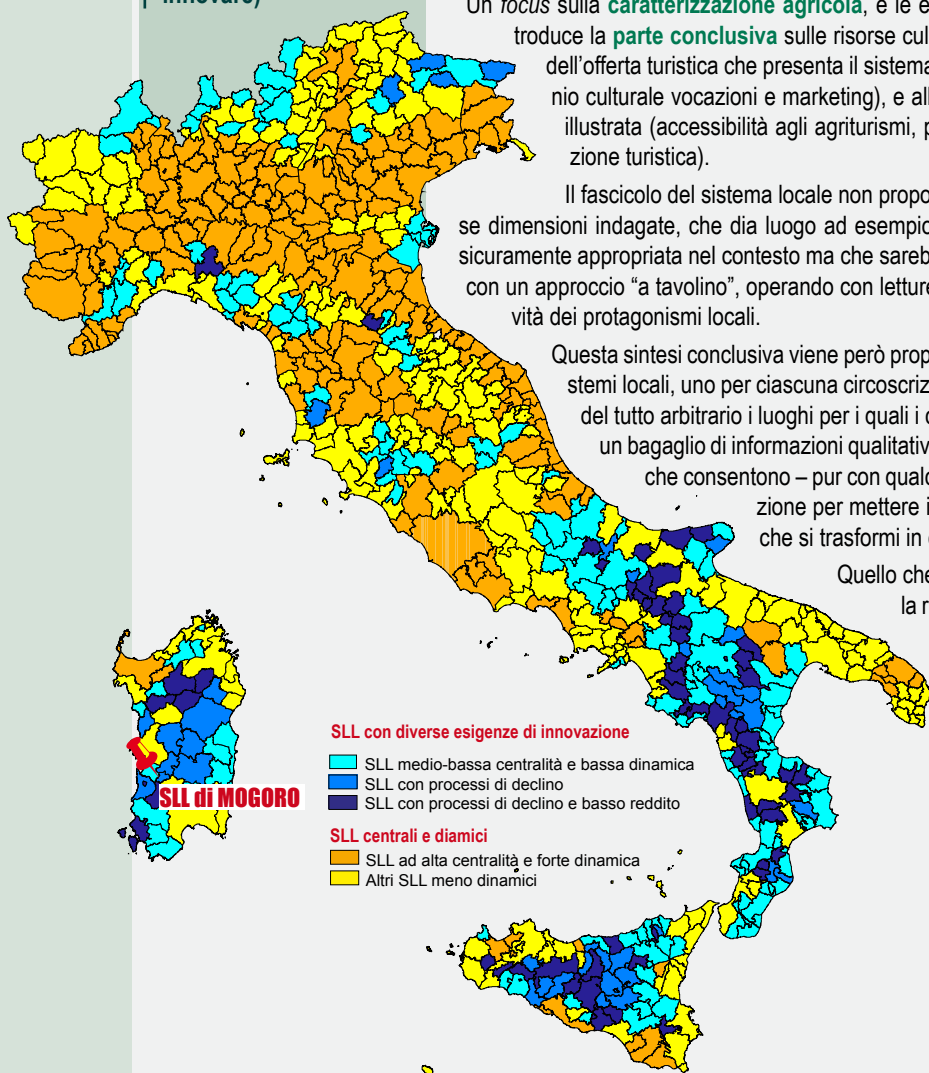 innovare)
Un focus sulla caratterizzazione agricola, e le e
troduce la parte conclusiva sulle risorse cul
dell’offerta turistica che presenta il sistema
nio culturale vocazioni e marketing), e all
illustrata (accessibilità agli agriturismi, p
zione turistica).
Il fascicolo del sistema locale non propo
se dimensioni indagate, che dia luogo ad esempio
sicuramente appropriata nel contesto ma che sareb
con un approccio “a tavolino”, operando con letture
vità dei protagonismi locali.
Questa sintesi conclusiva viene però prop
stemi locali, uno per ciascuna circoscriz
del tutto arbitrario i luoghi per i quali i
un bagaglio di informazioni qualitativ
che consentono – pur con qualc
zione per mettere i
che si trasformi in
Quello che
la r
SLL di MOGORO
SLL con diverse esigenze di innovazione
SLL medio-bassa centralità e bassa dinamica
SLL con processi di declino
SLL con processi di declino e basso reddito
SLL centrali e diamici
SLL ad alta centralità e forte dinamica
Altri SLL meno dinamici